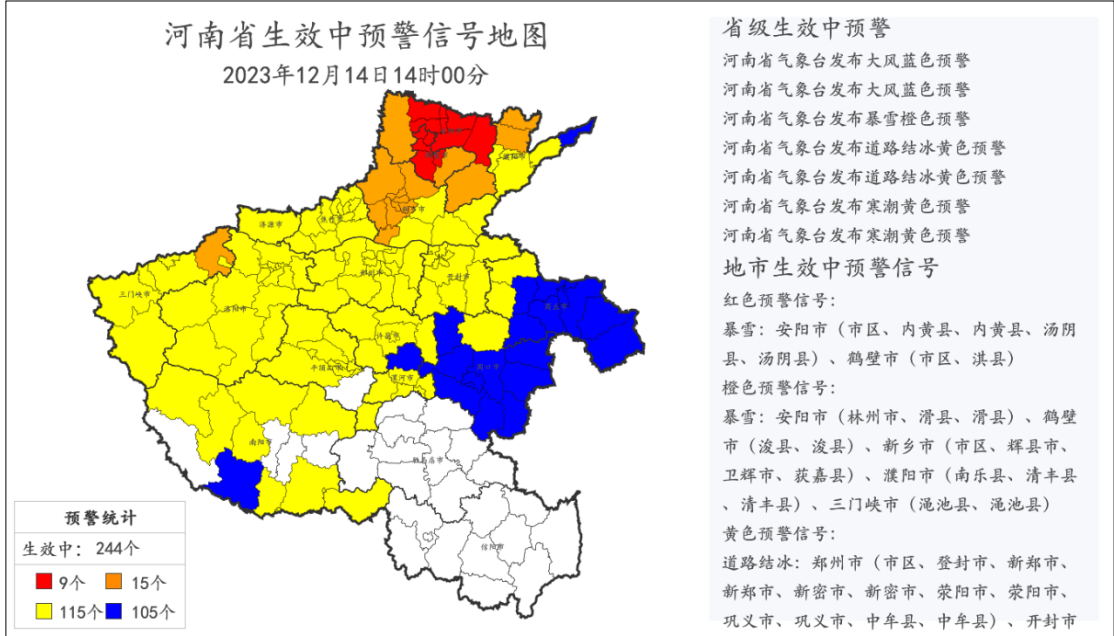 河南省生效中预警信号地图
2023年12月14日14时00分
安阳市
濮阳市
鹤壁市
新乡市
焦作市
济源市
三门峡市
洛阳市
郑州市
开封市
商丘市
许昌市
平顶山市
漯河市
周口市
南阳市
驻马店市
信阳市
预警统计
生效中: 244个
9个
15个
115个
105个
省级生效中预警
河南省气象台发布大风蓝色预警
河南省气象台发布大风蓝色预警
河南省气象台发布暴雪橙色预警
河南省气象台发布道路结冰黄色预警
河南省气象台发布道路结冰黄色预警
河南省气象台发布寒潮黄色预警
河南省气象台发布寒潮黄色预警
地市生效中预警信号
红色预警信号:
暴雪: 安阳市（市区、内黄县、内黄县、汤阴
县、汤阴县）、鹤壁市（市区、淇县）
橙色预警信号:
暴雪: 安阳市（林州市、滑县、滑县）、鹤壁
市（浚县、浚县）、新乡市（市区、辉县市、
卫辉市、获嘉县）、濮阳市（南乐县、清丰县
、清丰县）、三门峡市（渑池县、渑池县）
黄色预警信号:
道路结冰: 郑州市（市区、登封市、新郑市、
新郑市、新密市、新密市、荥阳市、荥阳市、
巩义市、巩义市、中牟县、中牟县）、开封市